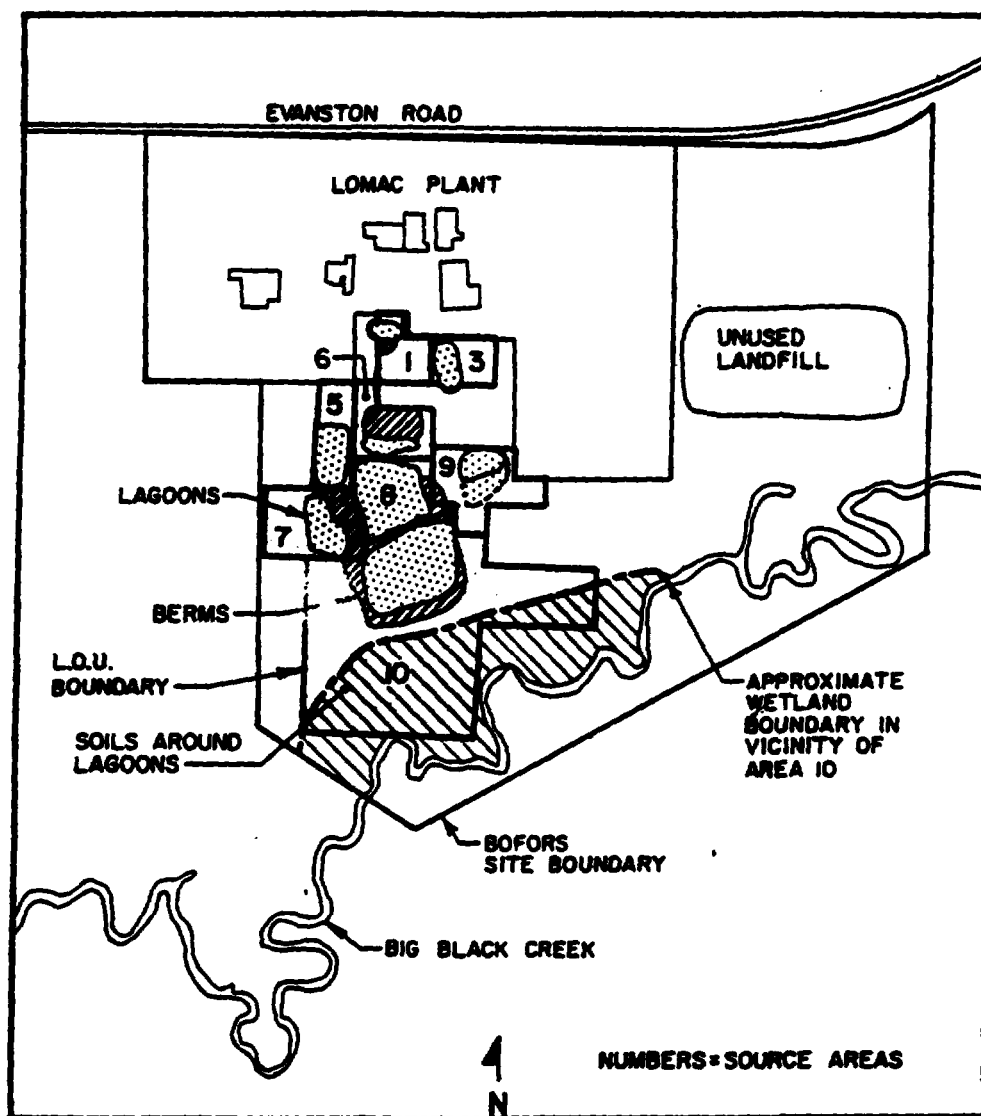 EVANSTON ROAD
LOMAC PLANT
UNUSED
LANDFILL
6
1
3
5
9
8
LAGOONS
7
BERMS
L.O.U.
BOUNDARY
10
SOILS AROUND
LAGOONS
APPROXIMATE
WETLAND
BOUNDARY IN
VICINITY OF
AREA 10
BOFORS
SITE BOUNDARY
BIG BLACK CREEK
N
NUMBERS=SOURCE AREAS